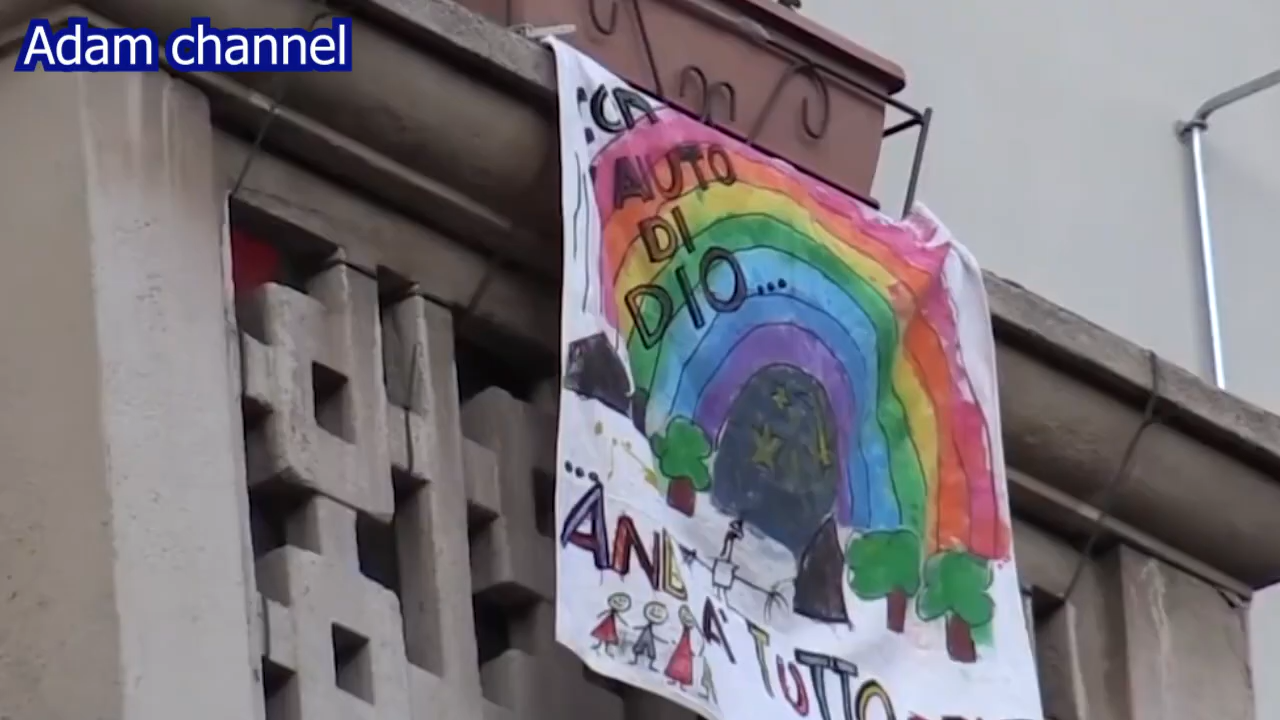 Adam channel
AIUTO
DI
DIO...
...
ANDRÀ TUTTO